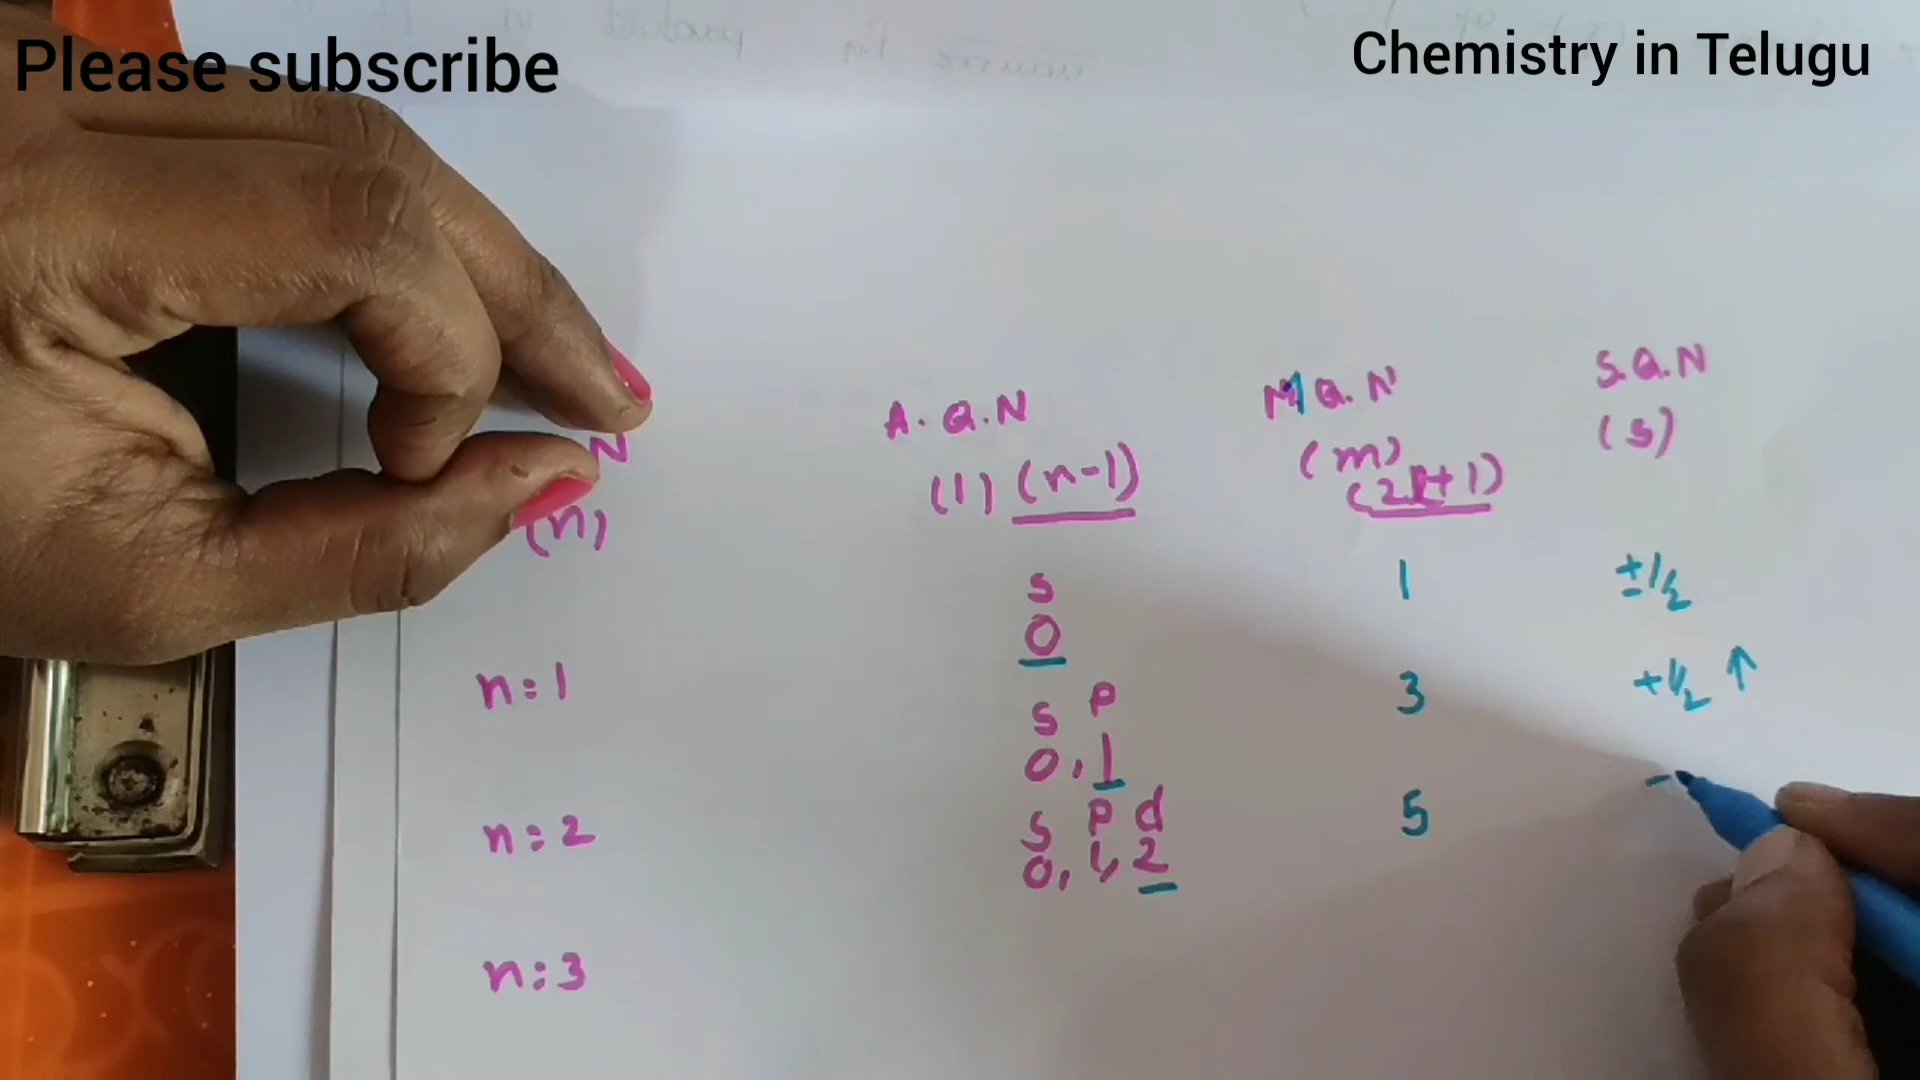 Please subscribe
Chemistry in Telugu
N
(n)
A. Q. N
(l) (n-1)
M Q. N
(m)
(2l+1)
S.Q.N
(s)
n=1
s
0
1
±1/2
n=2
s p
0, 1
3
+1/2 ↑
n=3
s p d
0, 1, 2
5
-